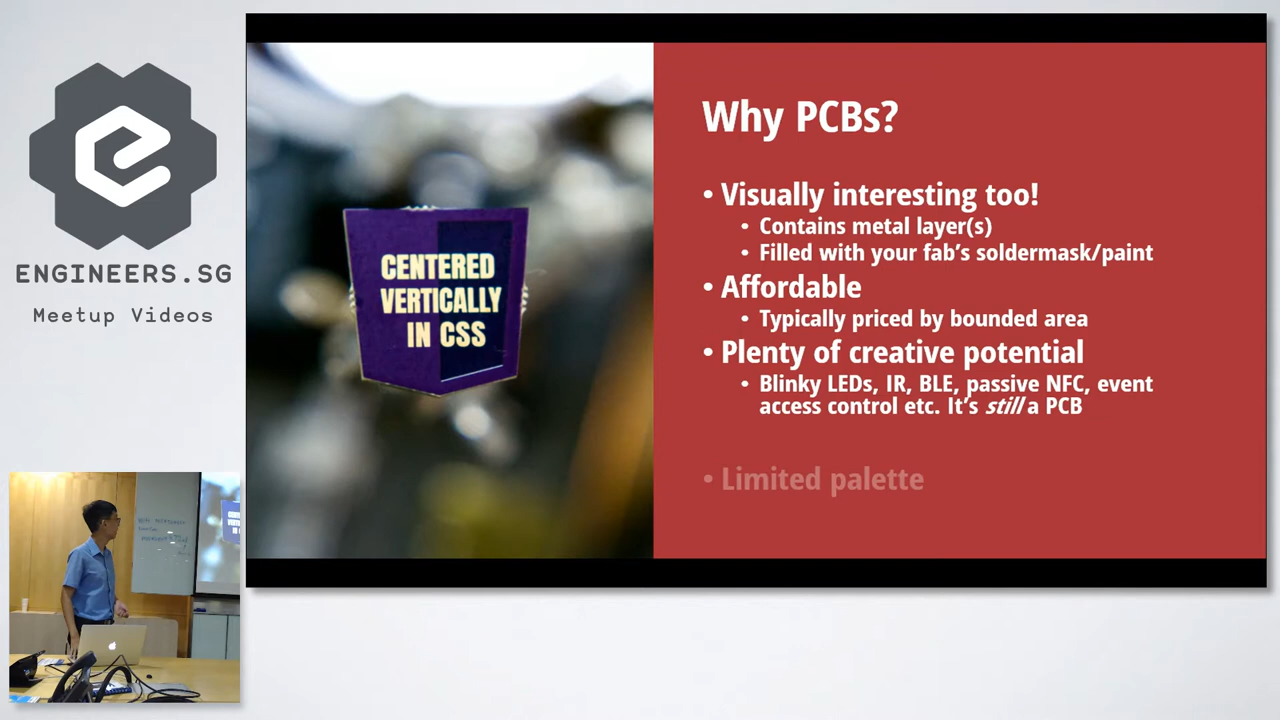 ENGINEERS.SG
Meetup Videos
CENTERED
VERTICALLY
IN CSS
Why PCBs?
• Visually interesting too!
• Contains metal layer(s)
• Filled with your fab’s soldermask/paint
• Affordable
• Typically priced by bounded area
• Plenty of creative potential
• Blinky LEDs, IR, BLE, passive NFC, event
access control etc. It’s still a PCB
• Limited palette